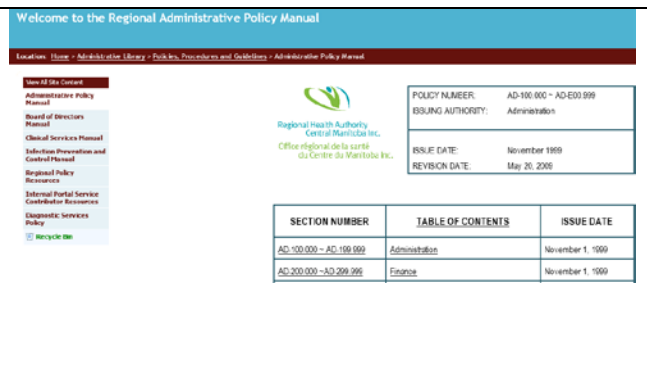 Welcome to the Regional Administrative Policy Manual
Location: Home > Administrative Library > Policies, Procedures and Guidelines > Administrative Policy Manual
View All Site Content
Administrative Policy
Manual
Board of Directors
Manual
Clinical Services Manual
Infection Prevention and
Control Manual
Regional Policy
Resources
Internal Portal Service
Contributor Resources
Diagnostic Services
Policy
Recycle Bin
Regional Health Authority
Central Manitoba Inc.
Office régional de la santé
du Centre du Manitoba inc.
POLICY NUMBER: AD-100.000 ~ AD-E00.999
ISSUING AUTHORITY: Administration
ISSUE DATE: November 1999
REVISION DATE: May 20, 2009
SECTION NUMBER TABLE OF CONTENTS ISSUE DATE
AD-100.000 ~ AD-199.999 Administration November 1, 1999
AD-200.000 ~AD-299.999 Finance November 1, 1999